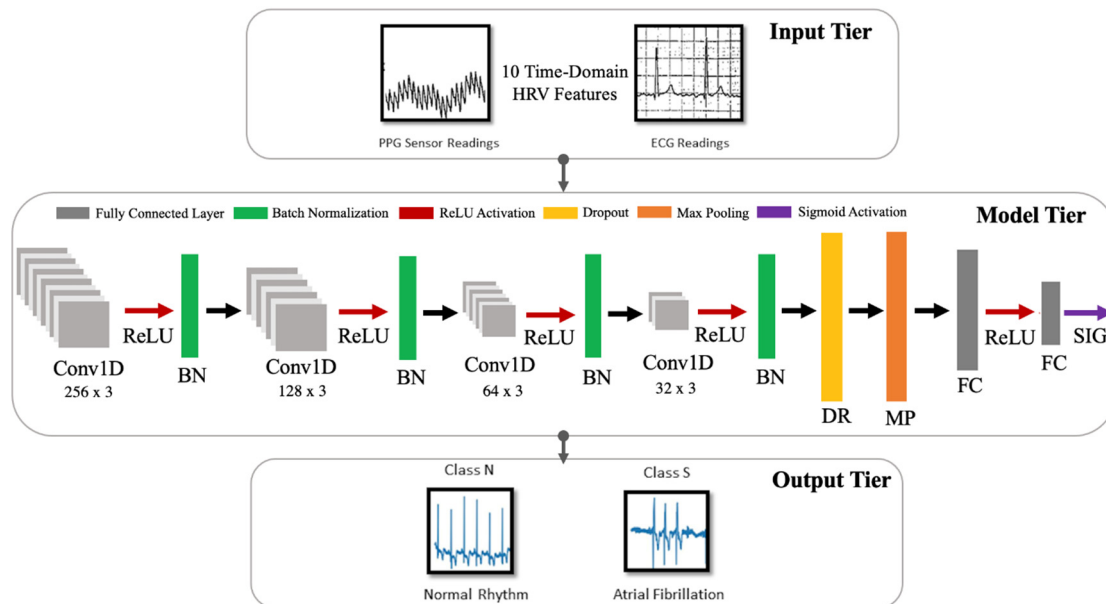 Input Tier
10 Time-Domain
HRV Features
PPG Sensor Readings
ECG Readings
Fully Connected Layer
Batch Normalization
ReLU Activation
Dropout
Max Pooling
Sigmoid Activation
Model Tier
ReLU
ReLU
ReLU
ReLU
ReLU
SIG
Conv1D
256 x 3
BN
Conv1D
128 x 3
BN
Conv1D
64 x 3
BN
Conv1D
32 x 3
BN
DR
MP
FC
FC
Output Tier
Class N
Class S
Normal Rhythm
Atrial Fibrillation